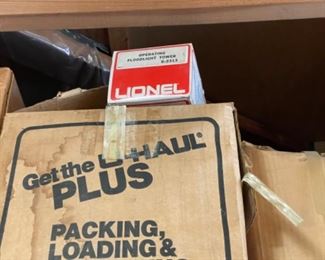 OPERATING
FLOODLIGHT TOWER
6-2313
LIONEL
Get the U-HAUL®
PLUS
PACKING,
LOADING &